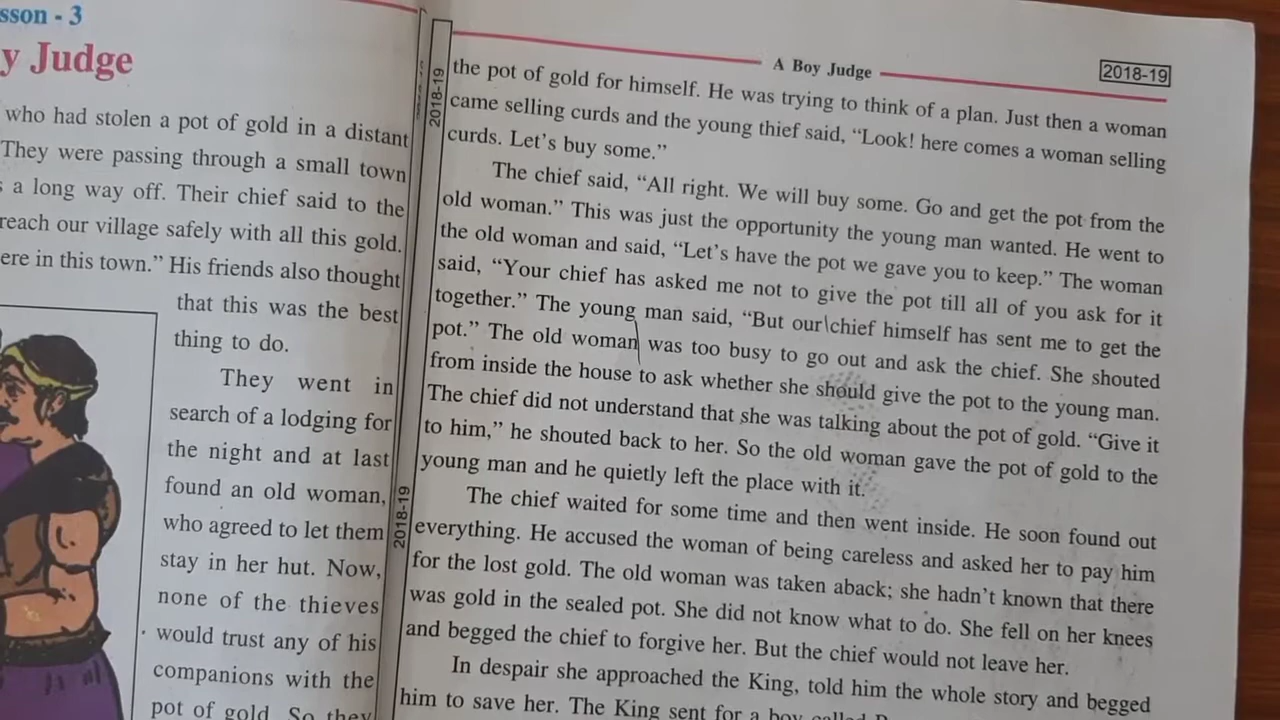 sson - 3
y Judge
who had stolen a pot of gold in a distant
They were passing through a small town
a long way off. Their chief said to the
reach our village safely with all this gold.
ere in this town.” His friends also thought
that this was the best
thing to do.
They went in
search of a lodging for
the night and at last
found an old woman,
who agreed to let them
stay in her hut. Now,
none of the thieves
would trust any of his
companions with the
pot of gold. So they
2018-19
2018-19
A Boy Judge
2018-19
the pot of gold for himself. He was trying to think of a plan. Just then a woman
came selling curds and the young thief said, “Look! here comes a woman selling
curds. Let’s buy some.”
The chief said, “All right. We will buy some. Go and get the pot from the
old woman.” This was just the opportunity the young man wanted. He went to
the old woman and said, “Let’s have the pot we gave you to keep.” The woman
said, “Your chief has asked me not to give the pot till all of you ask for it
together.” The young man said, “But our chief himself has sent me to get the
pot.” The old woman was too busy to go out and ask the chief. She shouted
from inside the house to ask whether she should give the pot to the young man.
The chief did not understand that she was talking about the pot of gold. “Give it
to him,” he shouted back to her. So the old woman gave the pot of gold to the
young man and he quietly left the place with it.
The chief waited for some time and then went inside. He soon found out
everything. He accused the woman of being careless and asked her to pay him
for the lost gold. The old woman was taken aback; she hadn’t known that there
was gold in the sealed pot. She did not know what to do. She fell on her knees
and begged the chief to forgive her. But the chief would not leave her.
In despair she approached the King, told him the whole story and begged
him to save her. The King sent for a boy called